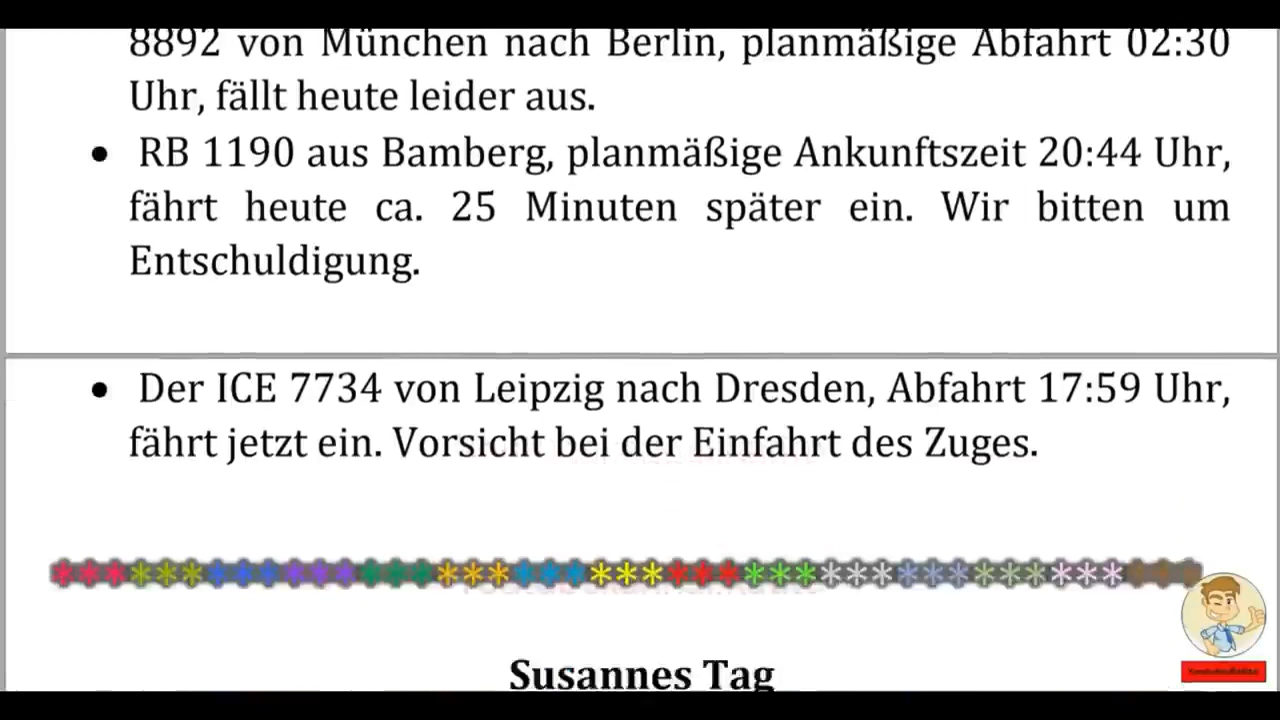 8892 von München nach Berlin, planmäßige Abfahrt 02:30
Uhr, fällt heute leider aus.
• RB 1190 aus Bamberg, planmäßige Ankunftszeit 20:44 Uhr,
fährt heute ca. 25 Minuten später ein. Wir bitten um
Entschuldigung.
• Der ICE 7734 von Leipzig nach Dresden, Abfahrt 17:59 Uhr,
fährt jetzt ein. Vorsicht bei der Einfahrt des Zuges.
*********************************************
Susannes Tag